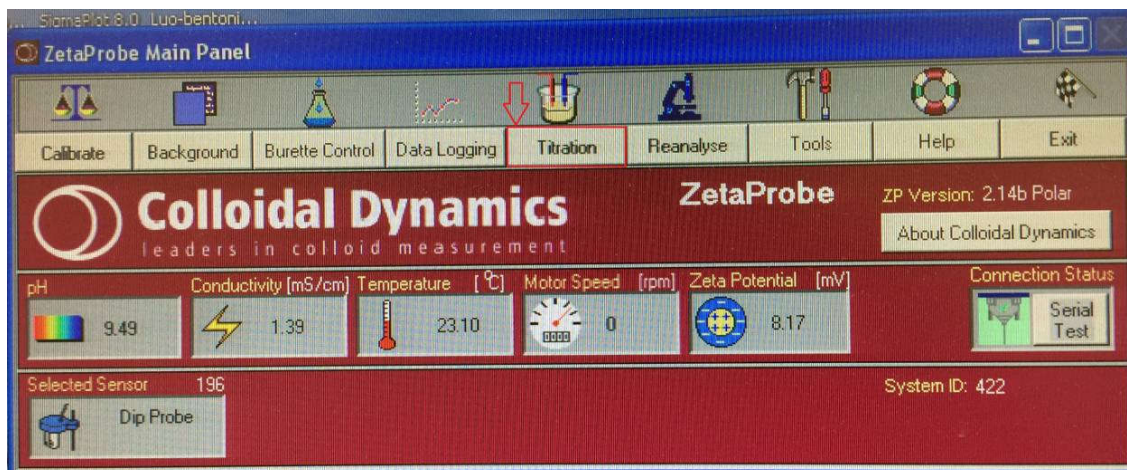 ... SigmaPlot 8.0 Luo-bentoni...
ZetaProbe Main Panel
Calibrate Background Burette Control Data Logging Titration Reanalyse Tools Help Exit
Colloidal Dynamics
leaders in colloid measurement
ZetaProbe
ZP Version: 2.14b Polar
About Colloidal Dynamics
pH Conductivity [mS/cm] Temperature [°C] Motor Speed [rpm] Zeta Potential [mV] Connection Status
9.49 1.39 23.10 0 8.17 Serial Test
Selected Sensor 196 System ID: 422
Dip Probe